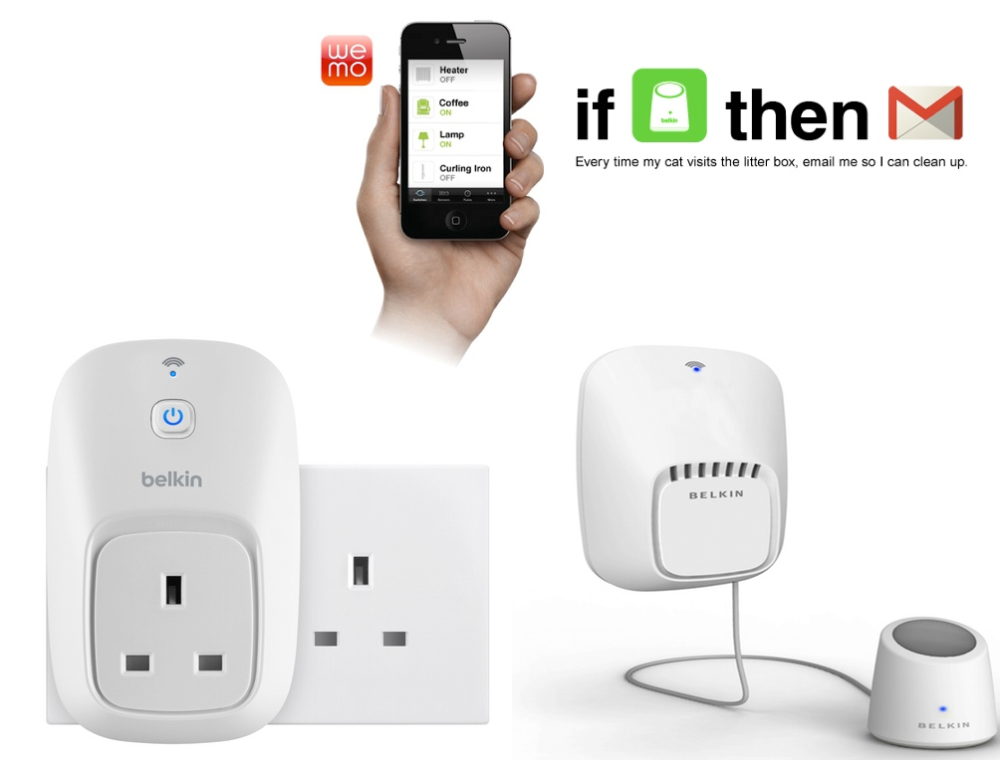 we
mo
Heater
OFF
Coffee
ON
Lamp
ON
Curling Iron
OFF
if belkin then
Every time my cat visits the litter box, email me so I can clean up.
belkin
BELKIN
BELKIN